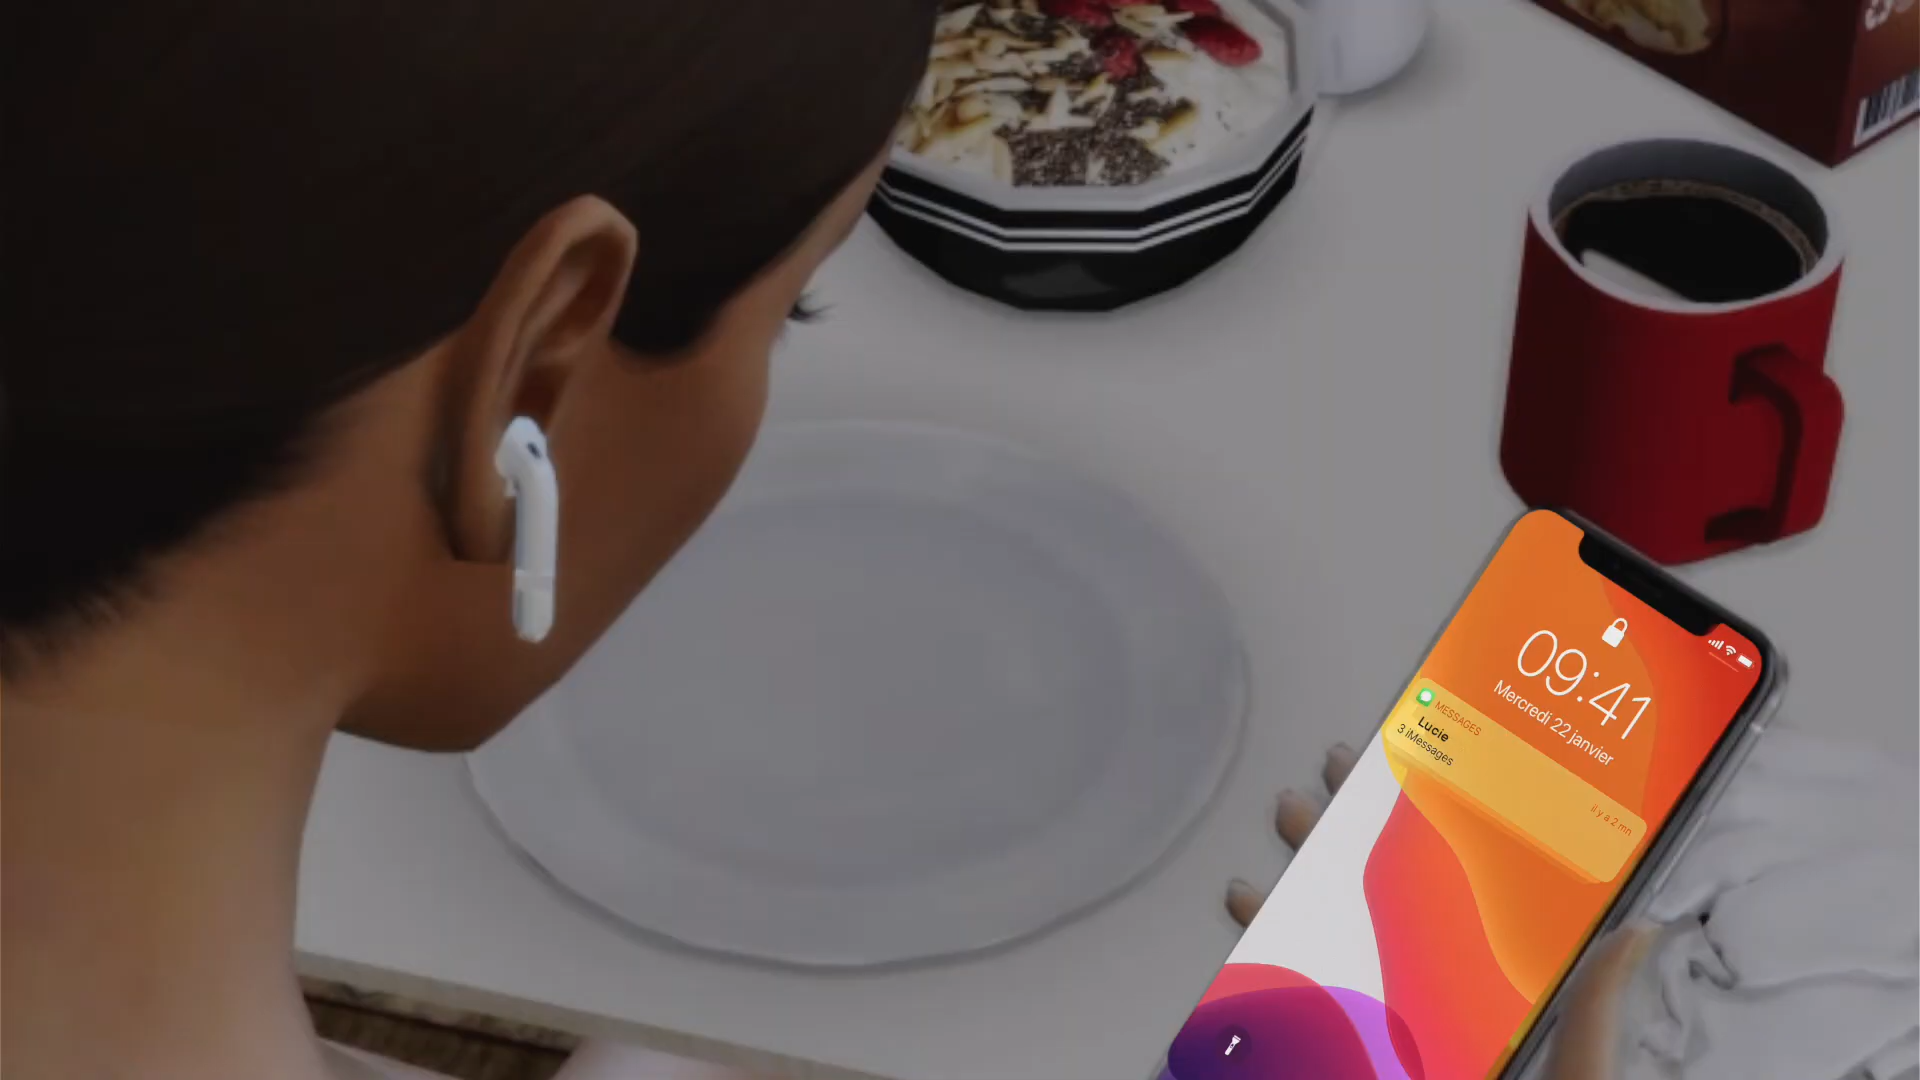 09:41
Mercredi 22 janvier
MESSAGES
Lucie
3 iMessages
il y a 2 mn